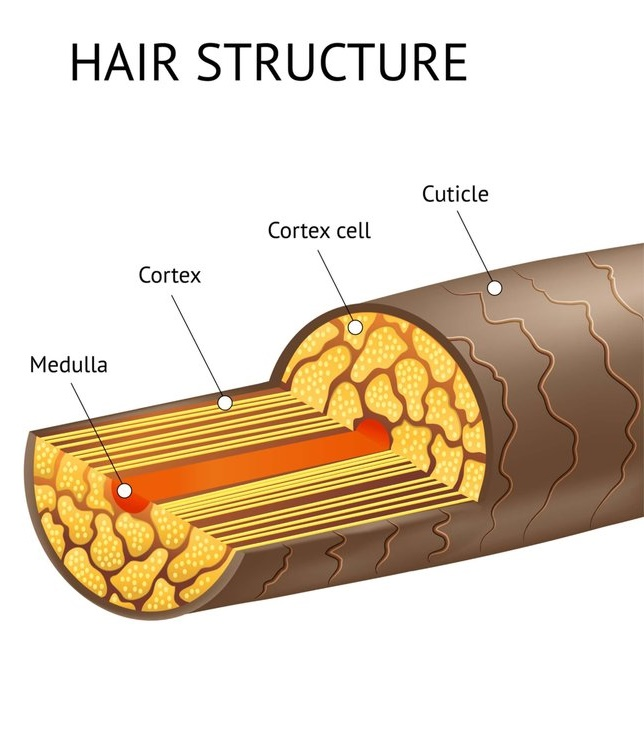 HAIR STRUCTURE
Cuticle
Cortex cell
Cortex
Medulla